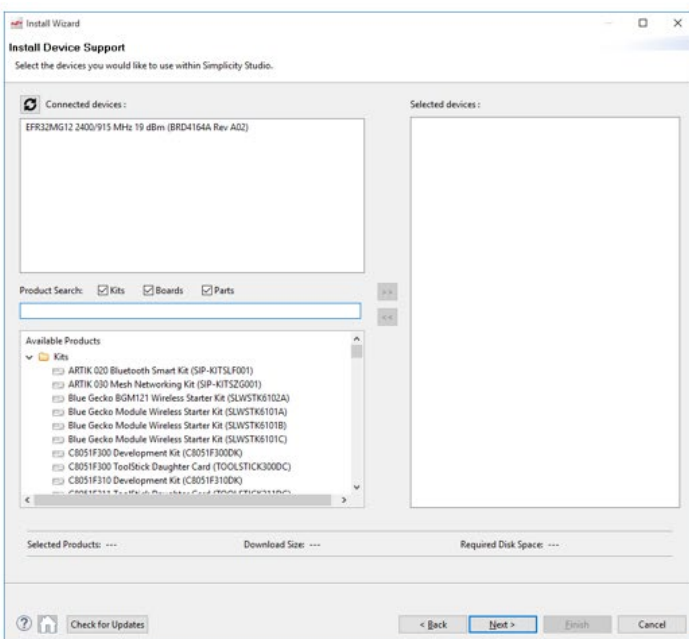 Install Wizard
Install Device Support
Select the devices you would like to use within Simplicity Studio.
Connected devices :
EFR32MG12 2400/915 MHz 19 dBm (BRD4164A Rev A02)
Selected devices :
Product Search: Kits Boards Parts
>>
<<
Available Products
Kits
ARTIK 020 Bluetooth Smart Kit (SIP-KITSLF001)
ARTIK 030 Mesh Networking Kit (SIP-KITSZG001)
Blue Gecko BGM121 Wireless Starter Kit (SLWSTK6102A)
Blue Gecko Module Wireless Starter Kit (SLWSTK6101A)
Blue Gecko Module Wireless Starter Kit (SLWSTK6101B)
Blue Gecko Module Wireless Starter Kit (SLWSTK6101C)
C8051F300 Development Kit (C8051F300DK)
C8051F300 ToolStick Daughter Card (TOOLSTICK300DC)
C8051F310 Development Kit (C8051F310DK)
C8051F311 ToolStick Daughter Card (TOOLSTICK311DC)
Selected Products: ---
Download Size: ---
Required Disk Space: ---
Check for Updates
< Back
Next >
Finish
Cancel